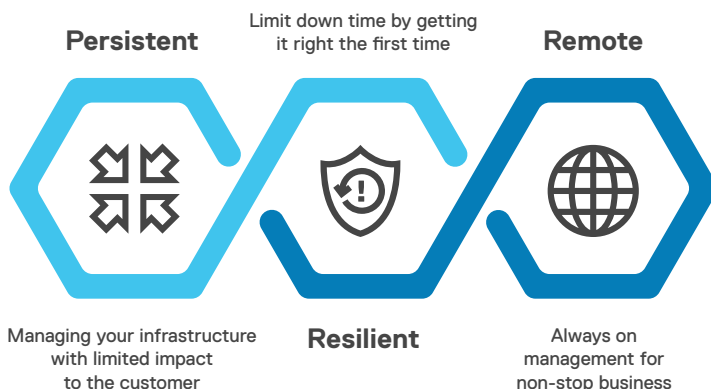 Persistent
Managing your infrastructure
with limited impact
to the customer
Limit down time by getting
it right the first time
Resilient
Remote
Always on
management for
non-stop business